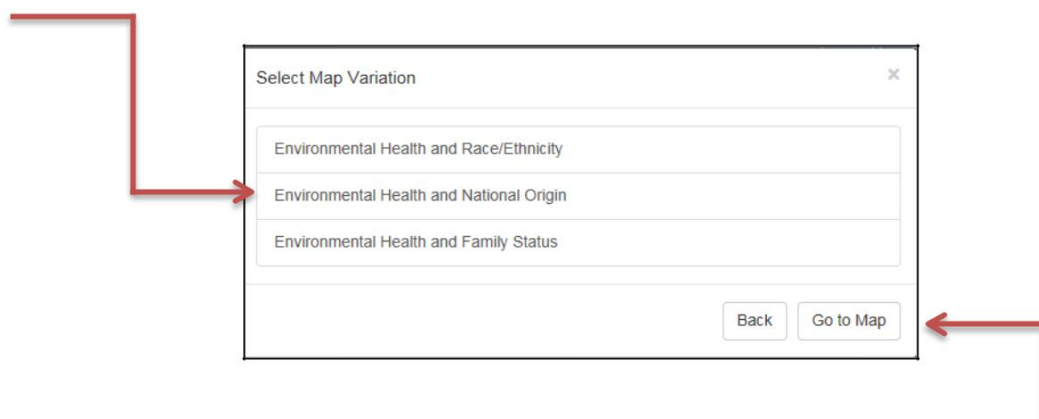 Select Map Variation ×
Environmental Health and Race/Ethnicity
Environmental Health and National Origin
Environmental Health and Family Status
Back Go to Map